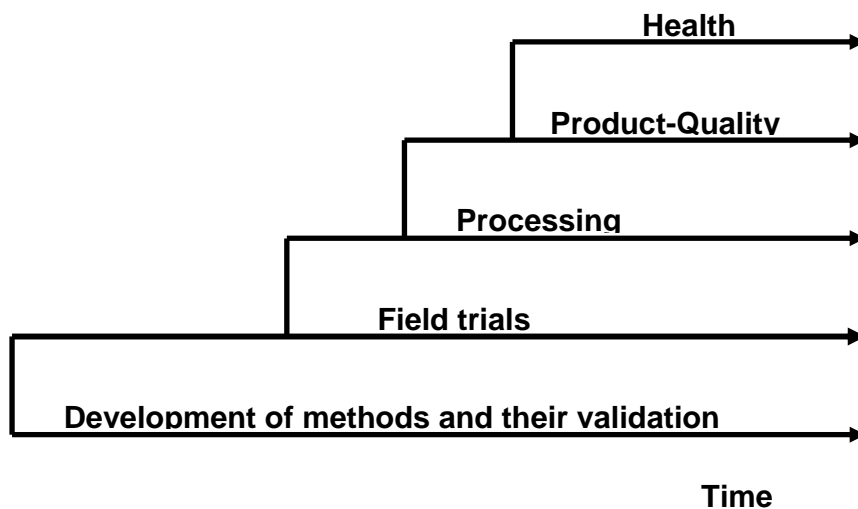 Health
Product-Quality
Processing
Field trials
Development of methods and their validation
Time